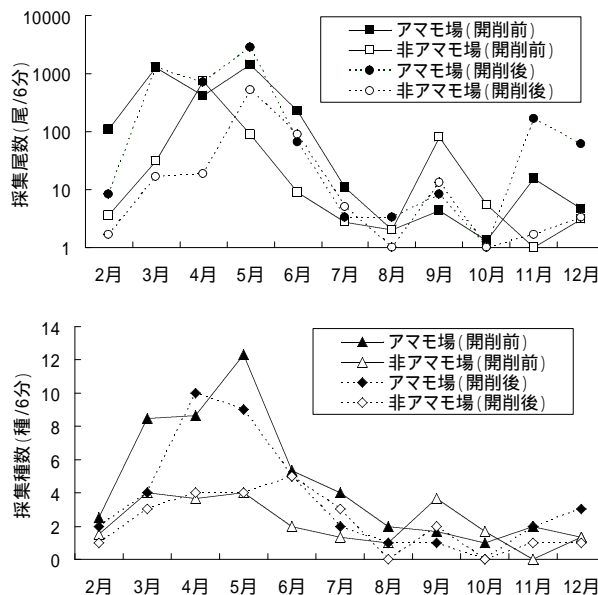 10000
1000
100
10
1
採集尾数(尾/6分)
アマモ場(開削前)
非アマモ場(開削前)
アマモ場(開削後)
非アマモ場(開削後)
2月 3月 4月 5月 6月 7月 8月 9月 10月 11月 12月
14
12
10
8
6
4
2
0
採集種数(種/6分)
アマモ場(開削前)
非アマモ場(開削前)
アマモ場(開削後)
非アマモ場(開削後)
2月 3月 4月 5月 6月 7月 8月 9月 10月 11月 12月